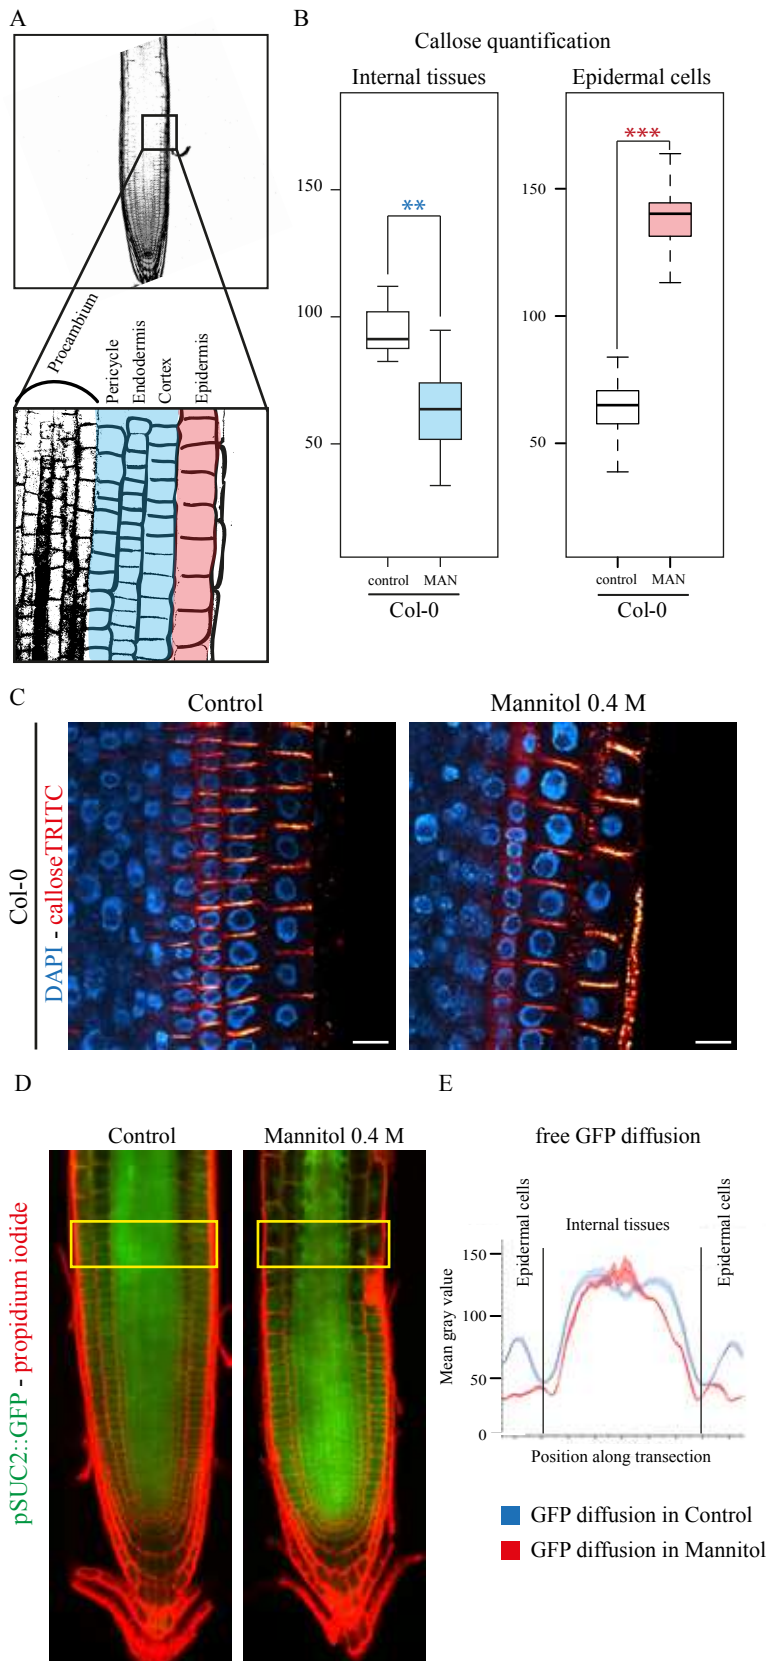 A
Procambium
Pericycle
Endodermis
Cortex
Epidermis
B
Callose quantification
Internal tissues
150
100
50
**
control
MAN
Col-0
Epidermal cells
150
100
50
***
control
MAN
Col-0
C
Control
Mannitol 0.4 M
Col-0
DAPI - calloseTRITC
D
Control
Mannitol 0.4 M
pSUC2::GFP - propidium iodide
E
free GFP diffusion
Epidermal cells
Internal tissues
Epidermal cells
Mean gray value
150
100
50
0
Position along transection
GFP diffusion in Control
GFP diffusion in Mannitol